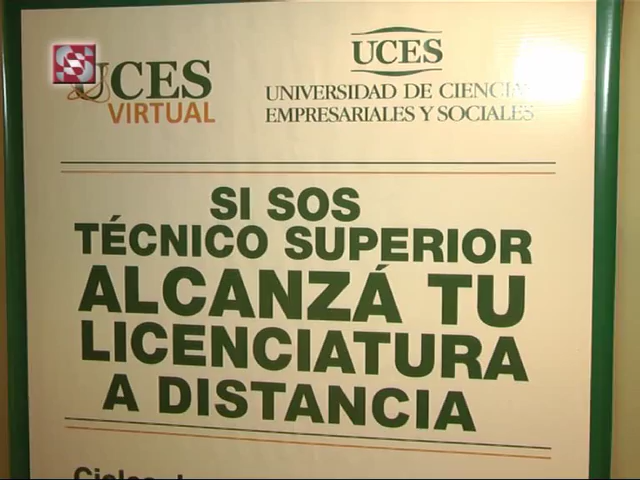 UCES
VIRTUAL
UCES
UNIVERSIDAD DE CIENCIAS
EMPRESARIALES Y SOCIALES
SI SOS
TÉCNICO SUPERIOR
ALCANZÁ TU
LICENCIATURA
A DISTANCIA